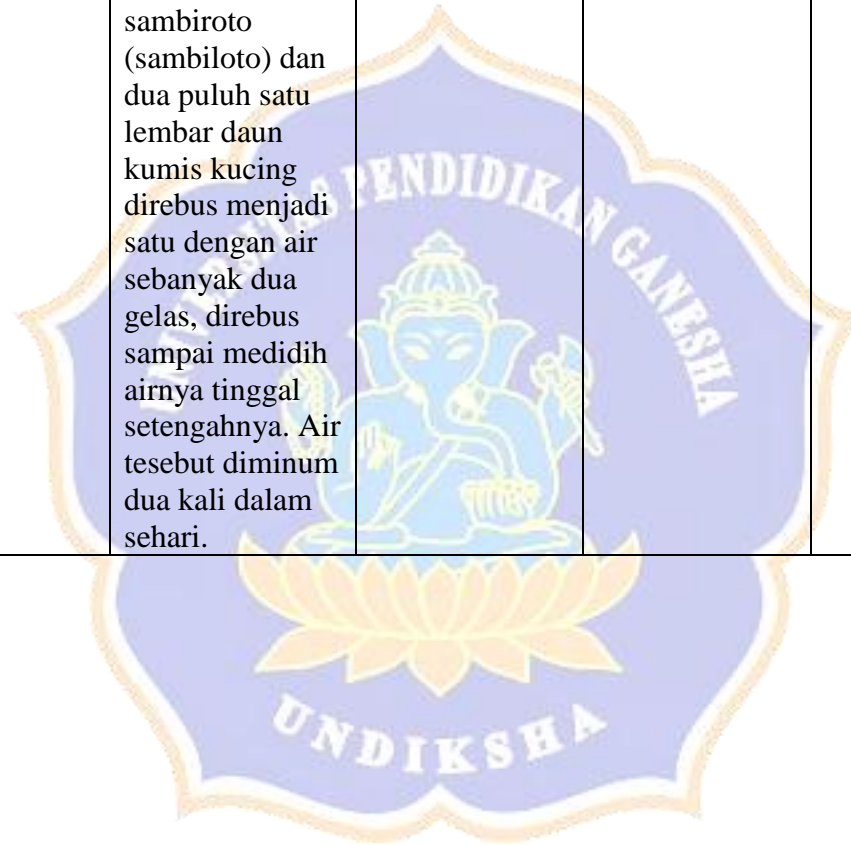 sambiroto
(sambiloto) dan
dua puluh satu
lembar daun
kumis kucing
direbus menjadi
satu dengan air
sebanyak dua
gelas, direbus
sampai medidih
airnya tinggal
setengahnya. Air
tesebut diminum
dua kali dalam
sehari.
UNIVERSITAS PENDIDIKAN GANESHA
UNDIKSHA